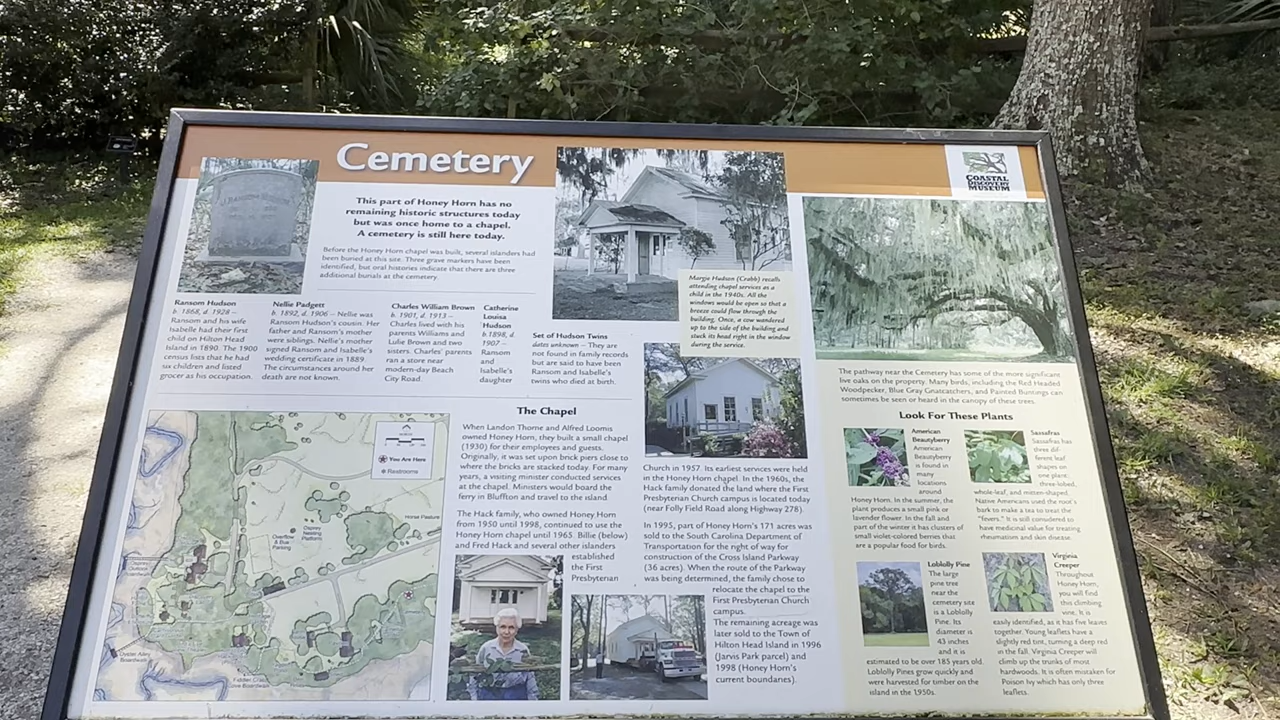 Cemetery
COASTAL
DISCOVERY
MUSEUM
This part of Honey Horn has no
remaining historic structures today
but was once home to a chapel.
A cemetery is still here today.
Before the Honey Horn chapel was built, several islanders had
been buried at this site. Three grave markers have been
identified, but oral histories indicate that there are three
additional burials at the cemetery.
Ransom Hudson
b. 1868, d. 1928 –
Ransom and his wife
Isabelle had their first
child on Hilton Head
Island in 1890. The 1900
census lists that he had
six children and listed
grocer as his occupation.
Nellie Padgett
b. 1892, d. 1906 – Nellie was
Ransom Hudson's cousin. Her
father and Ransom's mother
were siblings. Nellie's mother
signed Ransom and Isabelle's
wedding certificate in 1889.
The circumstances around her
death are not known.
Charles William Brown
b. 1901, d. 1913 –
Charles lived with his
parents Williams and
Lulie Brown and two
sisters. Charles' parents
ran a store near
modern-day Beach
City Road.
Catherine
Louisa
Hudson
b.1898, d.
1907 –
Ransom
and
Isabelle's
daughter
Set of Hudson Twins
dates unknown – They are
not found in family records
but are said to have been
Ransom and Isabelle's
twins who died at birth.
Margie Hudson (Crabb) recalls
attending chapel services as a
child in the 1940s. All the
windows would be open so that a
breeze could flow through the
building. Once, a cow wandered
up to the side of the building and
stuck its head right in the window
during the service.
You Are Here
Restrooms
Horse Pasture
Osprey
Nesting
Platform
Overflow
& Bus
Parking
Osprey
Outlook
Boardwalk
Oyster Alley
Boardwalk
Fiddler Crab
Cove Boardwalk
The Chapel
When Landon Thorne and Alfred Loomis
owned Honey Horn, they built a small chapel
(1930) for their employees and guests.
Originally, it was set upon brick piers close to
where the bricks are stacked today. For many
years, a visiting minister conducted services
at the chapel. Ministers would board the
ferry in Bluffton and travel to the island.
The Hack family, who owned Honey Horn
from 1950 until 1998, continued to use the
Honey Horn chapel until 1965. Billie (below)
and Fred Hack and several other islanders
established
the First
Presbyterian
Church in 1957. Its earliest services were held
in the Honey Horn chapel. In the 1960s, the
Hack family donated the land where the First
Presbyterian Church campus is located today
(near Folly Field Road along Highway 278).
In 1995, part of Honey Horn's 171 acres was
sold to the South Carolina Department of
Transportation for the right of way for
construction of the Cross Island Parkway
(36 acres). When the route of the Parkway
was being determined, the family chose to
relocate the chapel to the
First Presbyterian Church
campus.
The remaining acreage was
later sold to the Town of
Hilton Head Island in 1996
(Jarvis Park parcel) and
1998 (Honey Horn's
current boundaries).
The pathway near the Cemetery has some of the more significant
live oaks on the property. Many birds, including the Red Headed
Woodpecker, Blue Gray Gnatcatchers, and Painted Buntings can
sometimes be seen or heard in the canopy of these trees.
Look For These Plants
American
Beautyberry
American
Beautyberry
is found in
many
locations
around
Honey Horn. In the summer, the
plant produces a small pink or
lavender flower. In the fall and
part of the winter it has clusters of
small violet-colored berries that
are a popular food for birds.
Sassafras
Sassafras has
three dif-
ferent leaf
shapes on
one plant:
three-lobed,
whole-leaf, and mitten-shaped.
Native Americans used the root's
bark to make a tea to treat the
"fevers." It is still considered to
have medicinal value for treating
rheumatism and skin disease.
Loblolly Pine
The large
pine tree
near the
cemetery site
is a Loblolly
Pine. Its
diameter is
43 inches
and it is
estimated to be over 185 years old.
Loblolly Pines grow quickly and
were harvested for timber on the
island in the 1950s.
Virginia
Creeper
Throughout
Honey Horn,
you will find
this climbing
vine. It is
easily identified, as it has five leaves
together. Young leaflets have a
slightly red tint, turning a deep red
in the fall. Virginia Creeper will
climb up the trunks of most
hardwoods. It is often mistaken for
Poison Ivy which has only three
leaflets.